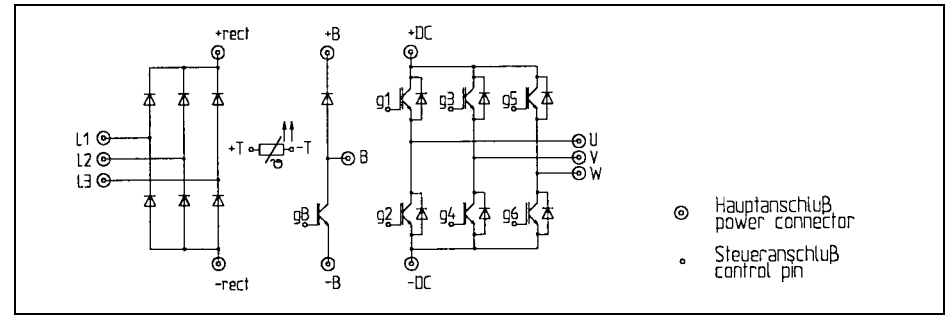 +rect +B +DC
g1 g3 g5
L1 U
+T -T B V
L2 W
L3
gB g2 g4 g6
Hauptanschluß
power connector
Steueranschluß
control pin
-rect -B -DC